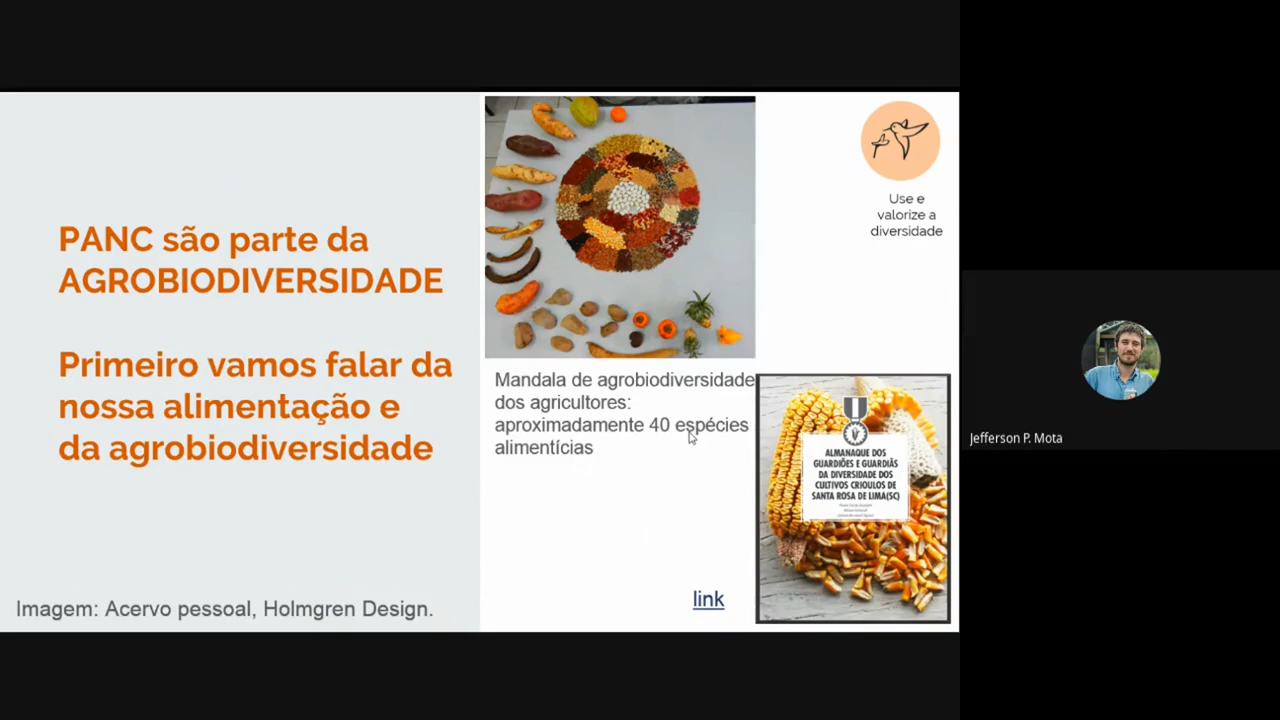 PANC são parte da
AGROBIODIVERSIDADE
Primeiro vamos falar da
nossa alimentação e
da agrobiodiversidade
Imagem: Acervo pessoal, Holmgren Design.
Mandala de agrobiodiversidade
dos agricultores:
aproximadamente 40 espécies
alimentícias
link
Use e
valorize a
diversidade
ALMANAQUE DOS
GUARDIÕES E GUARDIÃS
DA DIVERSIDADE DOS
CULTIVOS CRIOULOS DE
SANTA ROSA DE LIMA(SC)
Jefferson P. Mota